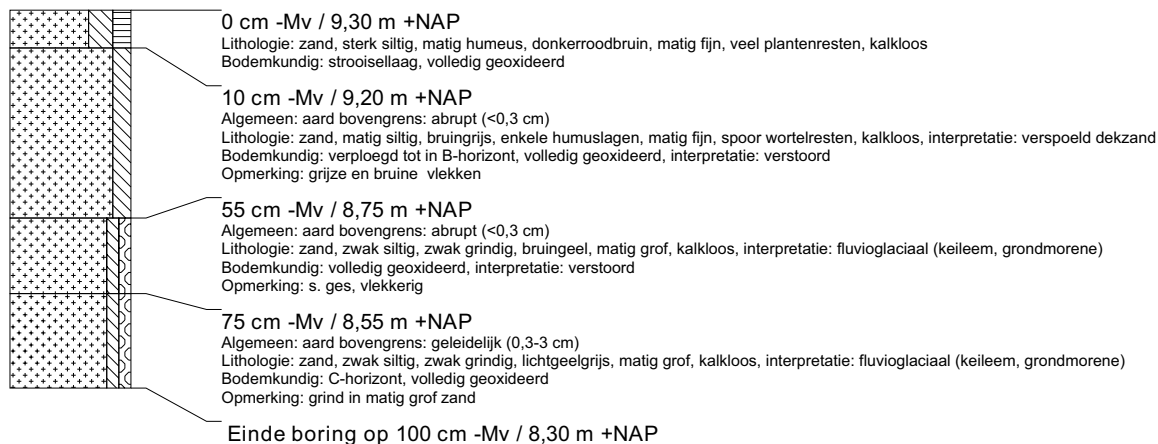 0 cm -Mv / 9,30 m +NAP
Lithologie: zand, sterk siltig, matig humeus, donkerroodbruin, matig fijn, veel plantenresten, kalkloos
Bodemkundig: strooisellaag, volledig geoxideerd
10 cm -Mv / 9,20 m +NAP
Algemeen: aard bovengrens: abrupt (<0,3 cm)
Lithologie: zand, matig siltig, bruingrijs, enkele humuslagen, matig fijn, spoor wortelresten, kalkloos, interpretatie: verspoeld dekzand
Bodemkundig: verploegd tot in B-horizont, volledig geoxideerd, interpretatie: verstoord
Opmerking: grijze en bruine vlekken
55 cm -Mv / 8,75 m +NAP
Algemeen: aard bovengrens: abrupt (<0,3 cm)
Lithologie: zand, zwak siltig, zwak grindig, bruingeel, matig grof, kalkloos, interpretatie: fluvioglaciaal (keileem, grondmorene)
Bodemkundig: volledig geoxideerd, interpretatie: verstoord
Opmerking: s. ges, vlekkerig
75 cm -Mv / 8,55 m +NAP
Algemeen: aard bovengrens: geleidelijk (0,3-3 cm)
Lithologie: zand, zwak siltig, zwak grindig, lichtgeelgrijs, matig grof, kalkloos, interpretatie: fluvioglaciaal (keileem, grondmorene)
Bodemkundig: C-horizont, volledig geoxideerd
Opmerking: grind in matig grof zand
Einde boring op 100 cm -Mv / 8,30 m +NAP